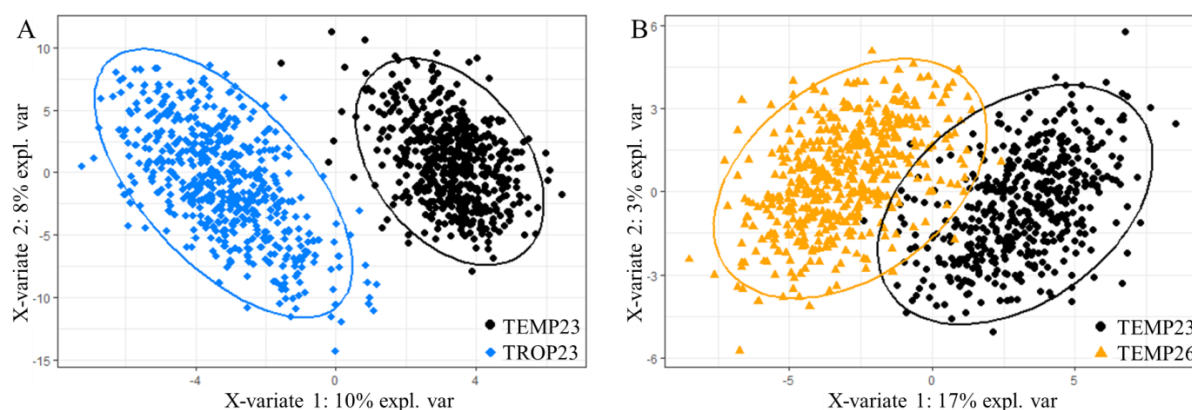 A
X-variate 2: 8% expl. var
10
5
0
-5
-10
-15
TEMP23
TROP23
-4
0
4
X-variate 1: 10% expl. var
B
X-variate 2: 3% expl. var
6
3
0
-3
-6
TEMP23
TEMP26
-5
0
5
X-variate 1: 17% expl. var